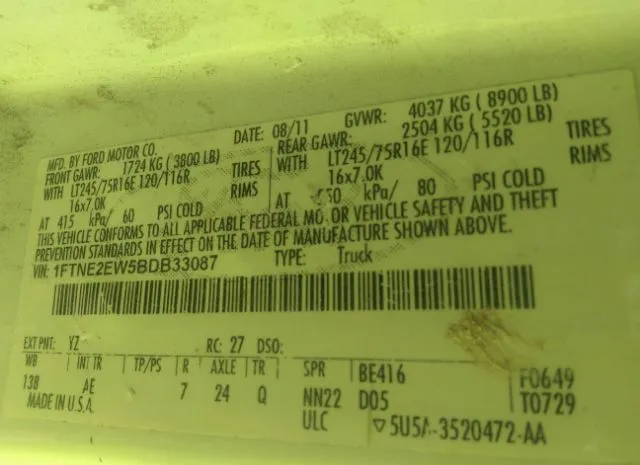 MFD. BY FORD MOTOR CO. DATE: 08/11 GVWR: 4037 KG ( 8900 LB)
FRONT GAWR: 1724 KG ( 3800 LB) REAR GAWR: 2504 KG ( 5520 LB)
WITH LT245/75R16E 120/116R TIRES WITH LT245/75R16E 120/116R TIRES
16x7.0K RIMS 16x7.0K RIMS
AT 415 kPa/ 60 PSI COLD AT kPa/ 80 PSI COLD
THIS VEHICLE CONFORMS TO ALL APPLICABLE FEDERAL MO OR VEHICLE SAFETY AND THEFT
PREVENTION STANDARDS IN EFFECT ON THE DATE OF MANUFACTURE SHOWN ABOVE.
VIN: 1FTNE2EW5BDB33087 TYPE: Truck
EXT PNT: YZ RC: 27 DSO:
WB INT TR TP/PS R AXLE TR SPR BE416 F0649
138 AE 7 24 Q NN22 D05 T0729
MADE IN U.S.A. ULC ▽5U5A-3520472-AA